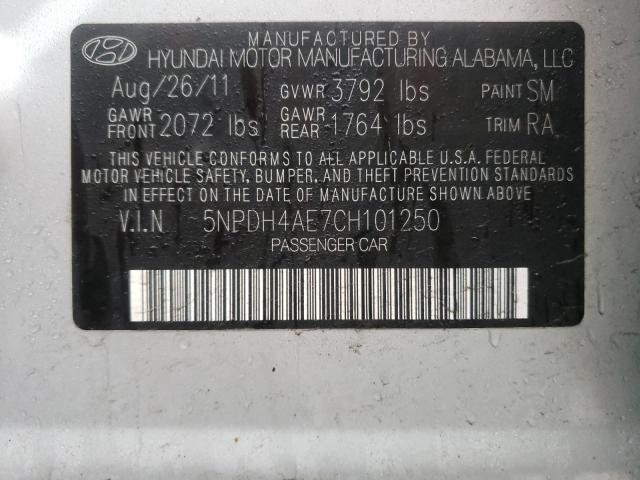 MANUFACTURED BY
HYUNDAI MOTOR MANUFACTURING ALABAMA, LLC
Aug/26/11 GVWR 3792 lbs PAINT SM
GAWR FRONT 2072 lbs GAWR REAR 1764 lbs TRIM RA
THIS VEHICLE CONFORMS TO ALL APPLICABLE U.S.A. FEDERAL
MOTOR VEHICLE SAFETY, BUMPER, AND THEFT PREVENTION STANDARDS
IN EFFECT ON THE DATE OF MANUFACTURE SHOWN ABOVE.
V.I.N 5NPDH4AE7CH101250
PASSENGER CAR